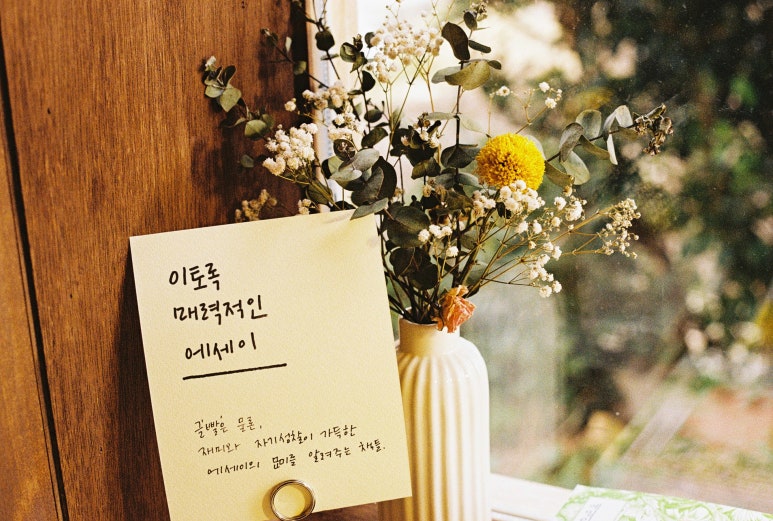 이토록
매력적인
에세이
'글빨'은 물론,
재미와 자기성찰이 가득한
에세이의 묘미를 알려주는 책들.